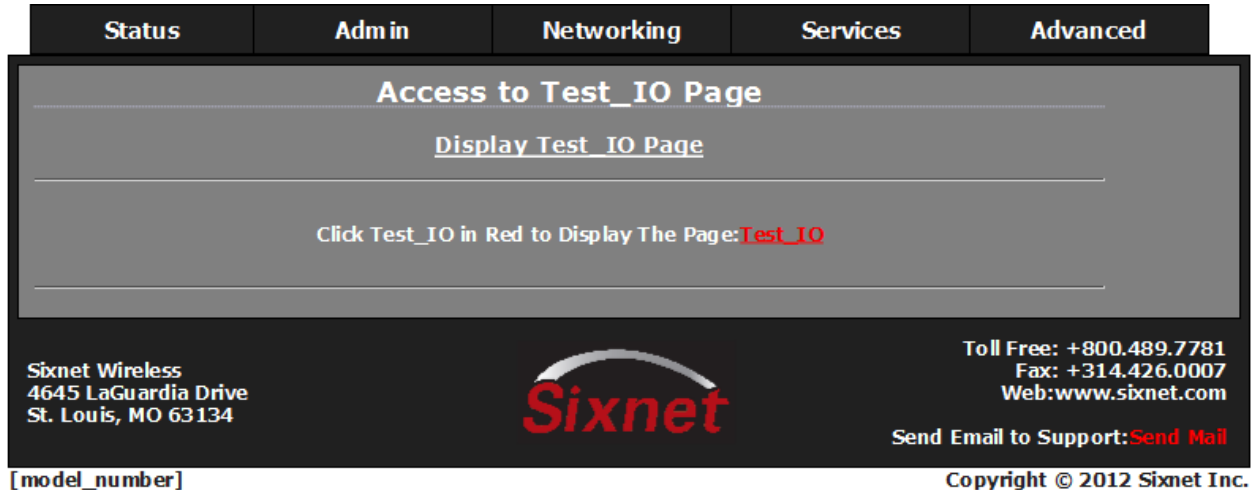 Status Admin Networking Services Advanced
Access to Test_IO Page
Display Test_IO Page
Click Test_IO in Red to Display The Page:Test_IO
Sixnet Wireless
4645 LaGuardia Drive
St. Louis, MO 63134
Sixnet
Toll Free: +800.489.7781
Fax: +314.426.0007
Web:www.sixnet.com
Send Email to Support:Send Mail
[model_number]
Copyright © 2012 Sixnet Inc.